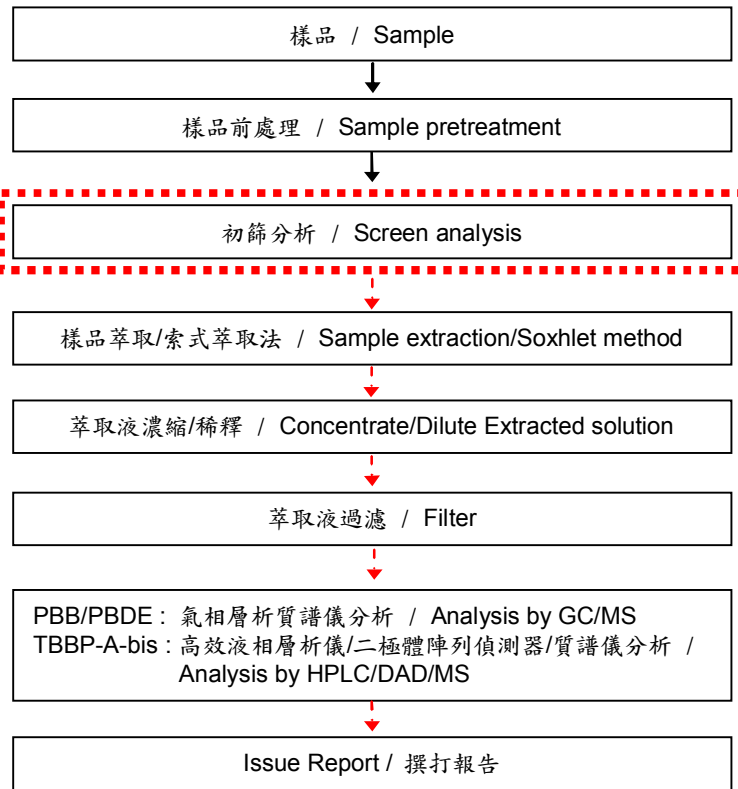 樣品 / Sample
樣品前處理 / Sample pretreatment
初篩分析 / Screen analysis
樣品萃取/索式萃取法 / Sample extraction/Soxhlet method
萃取液濃縮/稀釋 / Concentrate/Dilute Extracted solution
萃取液過濾 / Filter
PBB/PBDE : 氣相層析質譜儀分析 / Analysis by GC/MS
TBBP-A-bis : 高效液相層析儀/二極體陣列偵測器/質譜儀分析 /
Analysis by HPLC/DAD/MS
Issue Report / 撰打報告